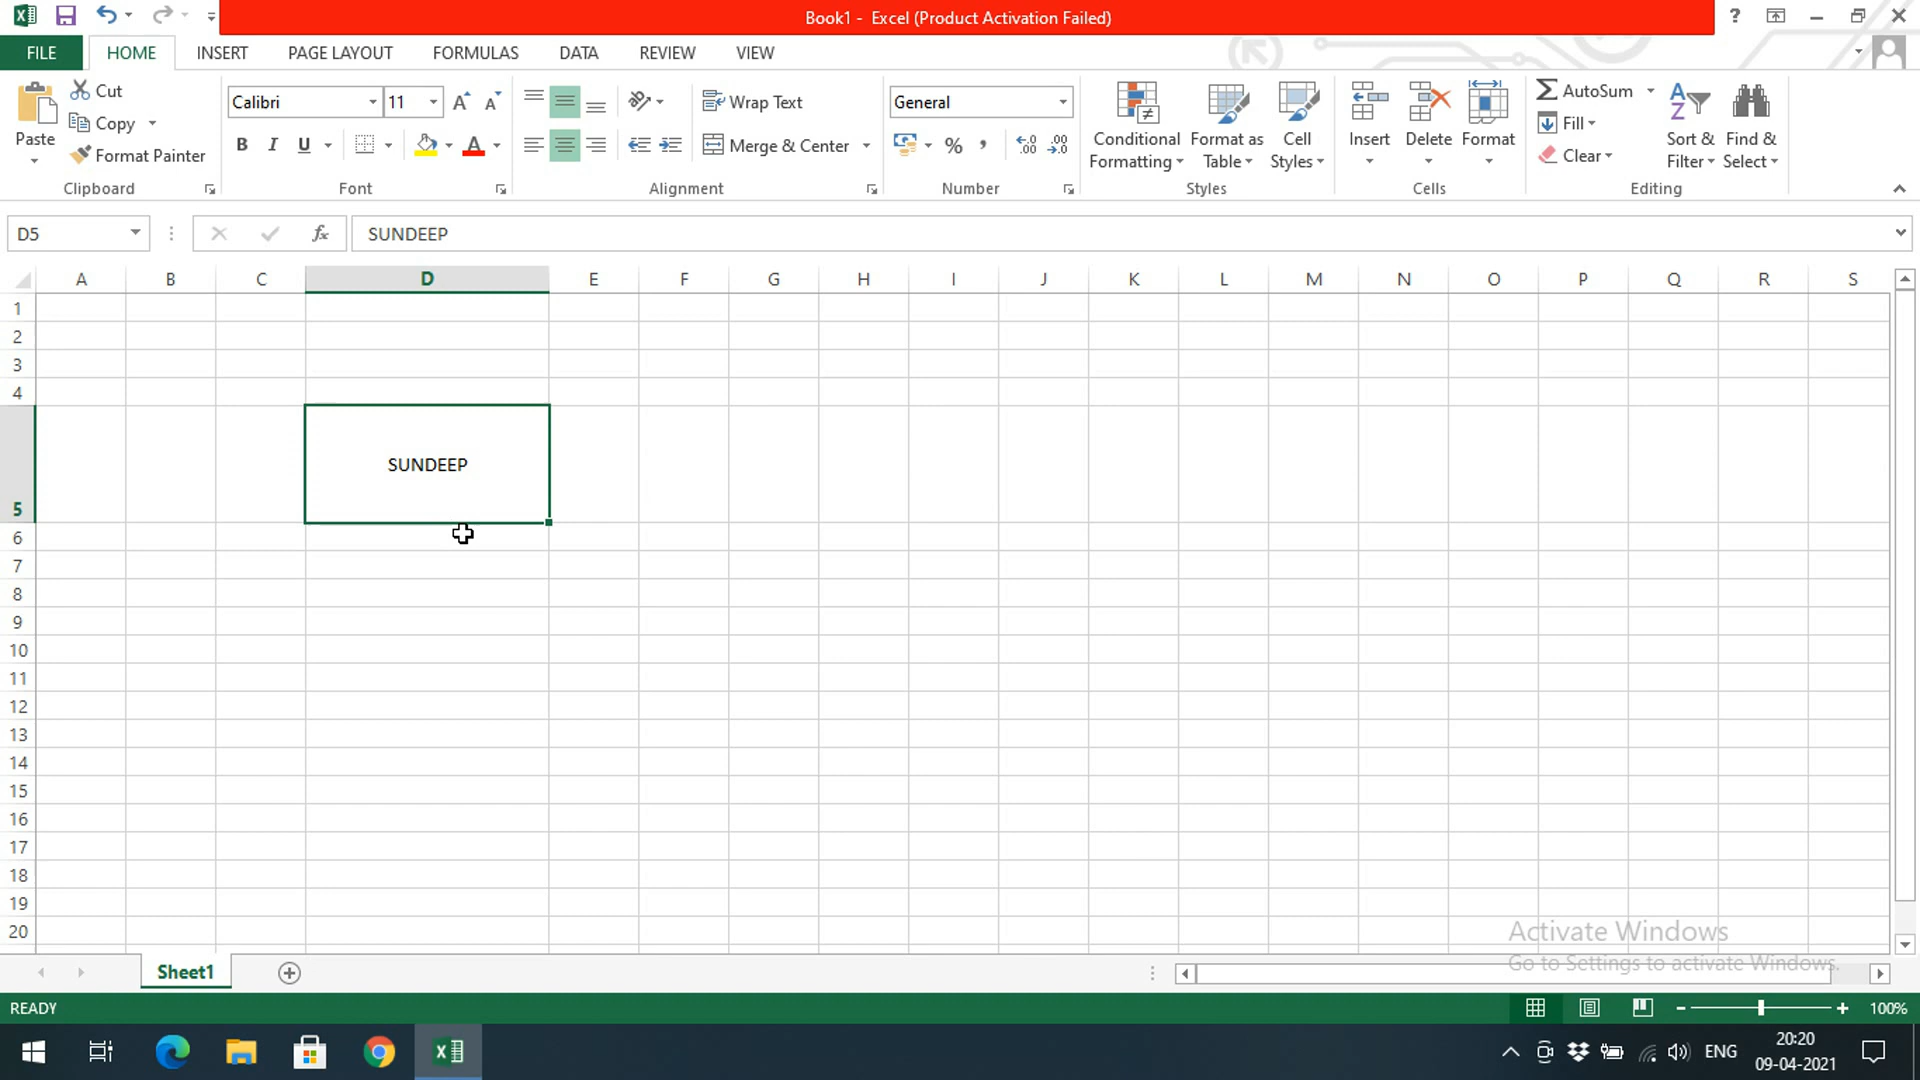 Book1 - Excel (Product Activation Failed)
FILE HOME INSERT PAGE LAYOUT FORMULAS DATA REVIEW VIEW
Paste
Cut
Copy
Format Painter
Clipboard
Calibri 11
B I U
Font
Wrap Text
Merge & Center
Alignment
General
%
Number
Conditional Formatting
Format as Table
Cell Styles
Styles
Insert
Delete
Format
Cells
AutoSum
Fill
Clear
Sort & Filter
Find & Select
Editing
D5
fx
SUNDEEP
A B C D E F G H I J K L M N O P Q R S
1
2
3
4
SUNDEEP
5
6
7
8
9
10
11
12
13
14
15
16
17
18
19
20
Activate Windows
Go to Settings to activate Windows.
Sheet1
READY
100%
ENG
20:20
09-04-2021